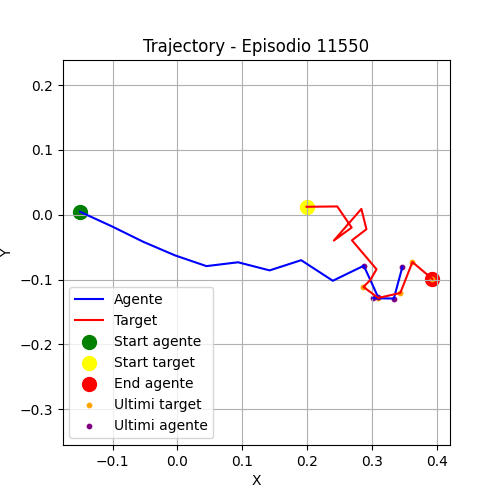 Trajectory - Episodio 11550
Y
0.2
0.1
0.0
−0.1
−0.2
−0.3
Agente
Target
Start agente
Start target
End agente
Ultimi target
Ultimi agente
−0.1 0.0 0.1 0.2 0.3 0.4
X